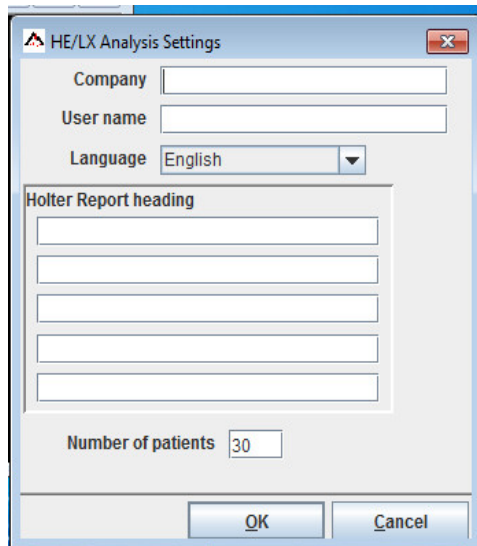 HE/LX Analysis Settings
Company
User name
Language English
Holter Report heading
Number of patients 30
OK Cancel